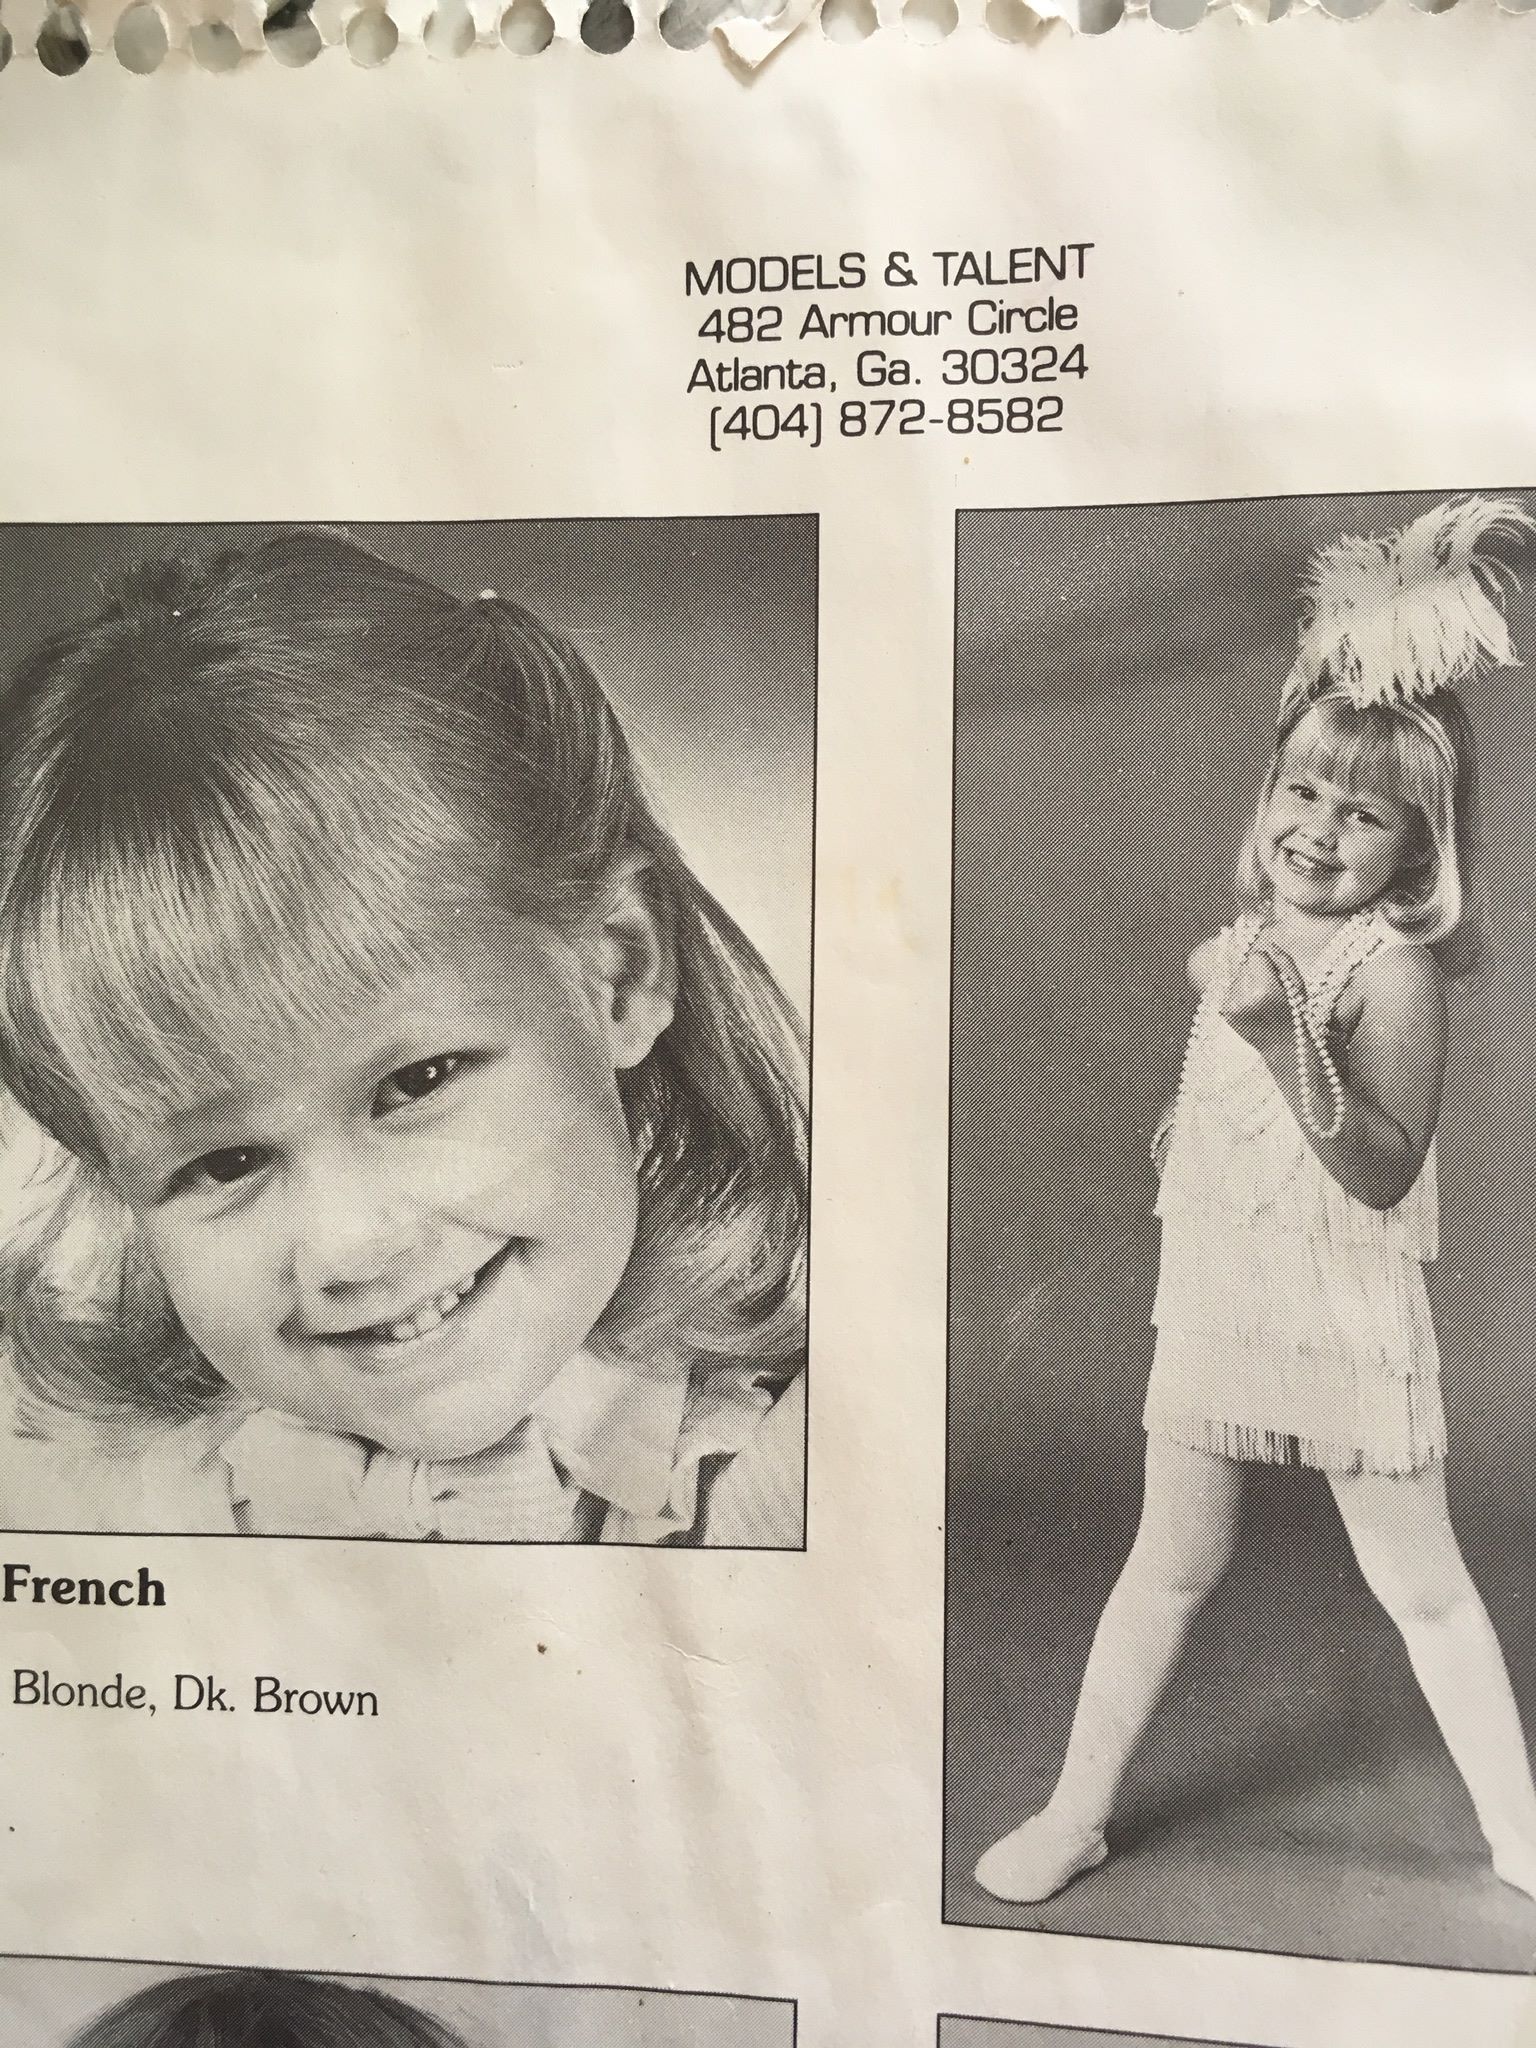 MODELS & TALENT
482 Armour Circle
Atlanta, Ga. 30324
(404) 872-8582
French
Blonde, Dk. Brown